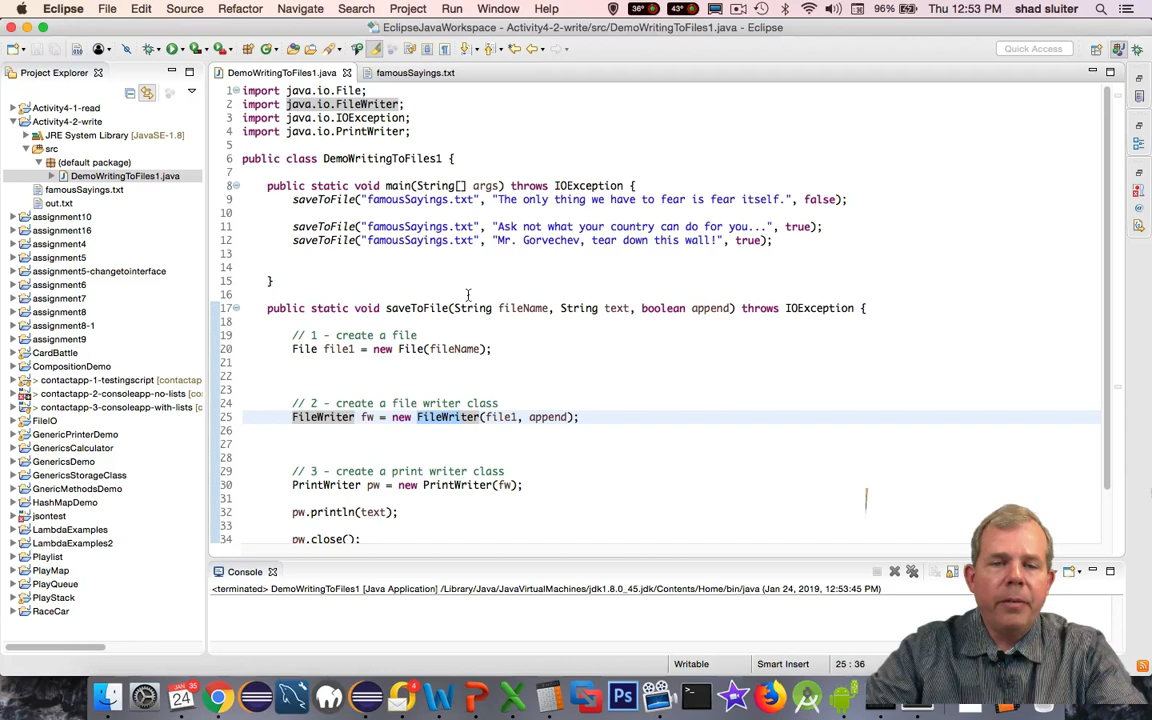 Eclipse File Edit Source Refactor Navigate Search Project Run Window Help 36° 43° 96% Thu 12:53 PM shad sluiter
EclipseJavaWorkspace - Activity4-2-write/src/DemoWritingToFiles1.java - Eclipse
Quick Access
Project Explorer
DemoWritingToFiles1.java
famousSayings.txt
Activity4-1-read
Activity4-2-write
JRE System Library [JavaSE-1.8]
src
(default package)
DemoWritingToFiles1.java
famousSayings.txt
out.txt
assignment10
assignment16
assignment4
assignment5
assignment5-changetointerface
assignment6
assignment7
assignment8
assignment8-1
assignment9
CardBattle
CompositionDemo
> contactapp-1-testingscript [contactap
> contactapp-2-consoleapp-no-lists [co
> contactapp-3-consoleapp-with-lists [c
FileIO
GenericPrinterDemo
GenericsCalculator
GenericsDemo
GenericsStorageClass
GnericMethodsDemo
HashMapDemo
jsontest
LambdaExamples
LambdaExamples2
Playlist
PlayMap
PlayQueue
PlayStack
RaceCar
1 import java.io.File;
2 import java.io.FileWriter;
3 import java.io.IOException;
4 import java.io.PrintWriter;
5
6 public class DemoWritingToFiles1 {
7
8 public static void main(String[] args) throws IOException {
9 saveToFile("famousSayings.txt", "The only thing we have to fear is fear itself.", false);
10
11 saveToFile("famousSayings.txt", "Ask not what your country can do for you...", true);
12 saveToFile("famousSayings.txt", "Mr. Gorvechev, tear down this wall!", true);
13
14
15 }
16
17 public static void saveToFile(String fileName, String text, boolean append) throws IOException {
18
19 // 1 - create a file
20 File file1 = new File(fileName);
21
22
23
24 // 2 - create a file writer class
25 FileWriter fw = new FileWriter(file1, append);
26
27
28
29 // 3 - create a print writer class
30 PrintWriter pw = new PrintWriter(fw);
31
32 pw.println(text);
33
34 pw.close();
Console
<terminated> DemoWritingToFiles1 [Java Application] /Library/Java/JavaVirtualMachines/jdk1.8.0_45.jdk/Contents/Home/bin/java (Jan 24, 2019, 12:53:45 PM)
Writable Smart Insert 25 : 36